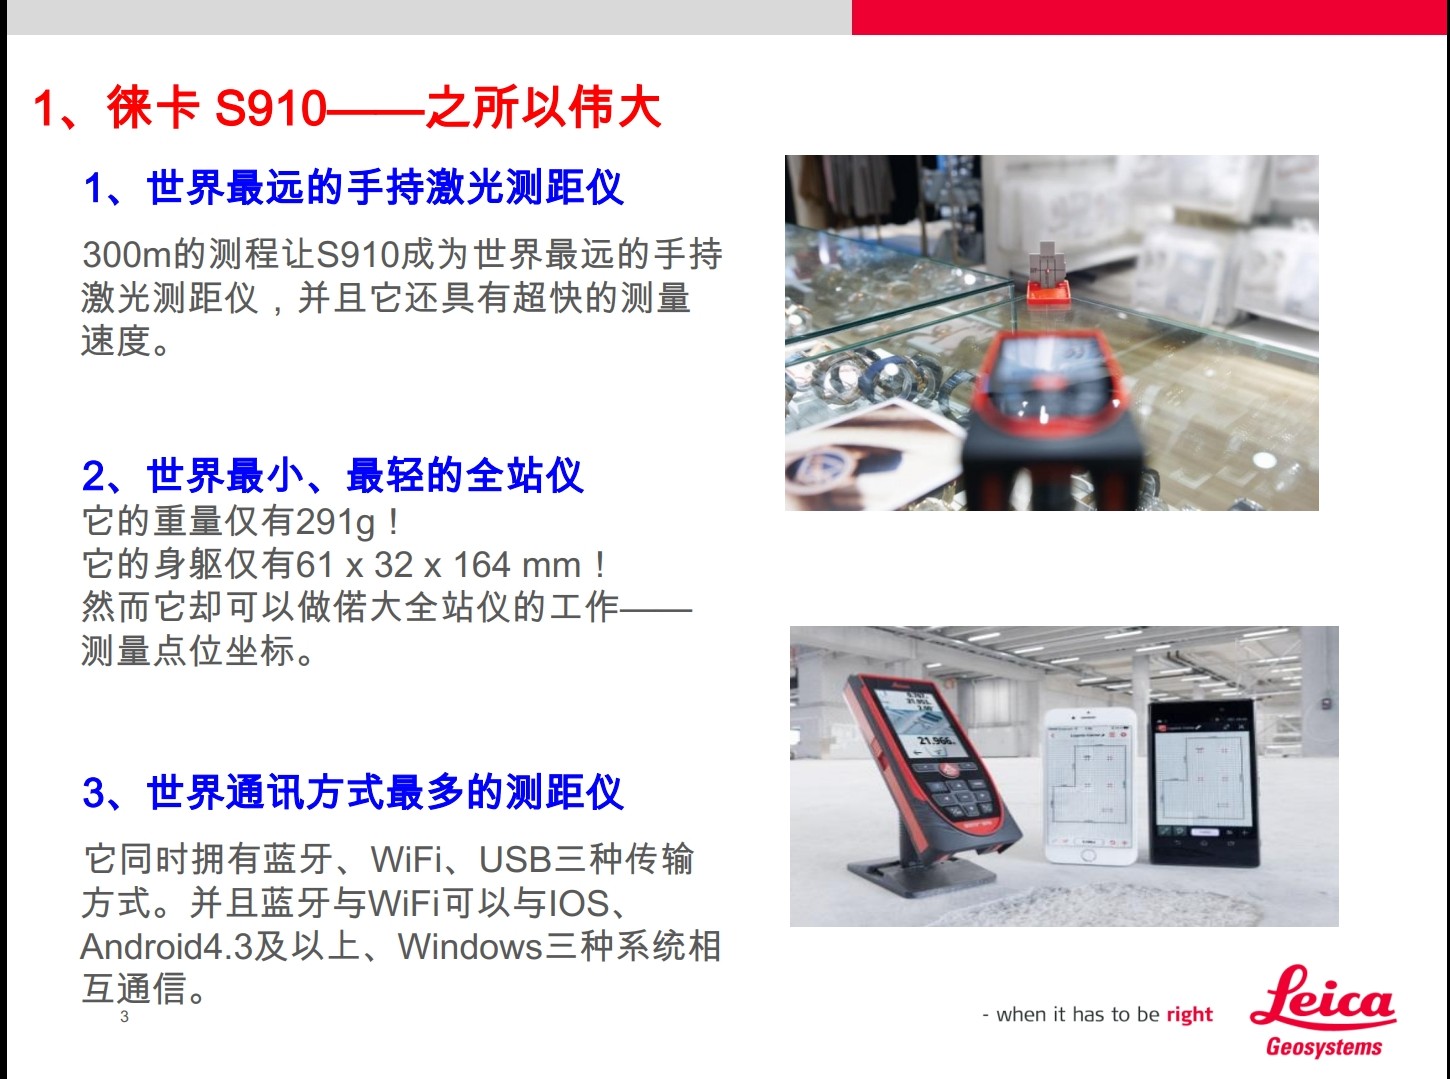 1、徕卡 S910——之所以伟大
1、世界最远的手持激光测距仪
300m的测程让S910成为世界最远的手持
激光测距仪，并且它还具有超快的测量
速度。
2、世界最小、最轻的全站仪
它的重量仅有291g！
它的身躯仅有61 x 32 x 164 mm！
然而它却可以做偌大全站仪的工作——
测量点位坐标。
3、世界通讯方式最多的测距仪
它同时拥有蓝牙、WiFi、USB三种传输
方式。并且蓝牙与WiFi可以与IOS、
Android4.3及以上、Windows三种系统相
互通信。
3
21.966
- when it has to be right
Leica
Geosystems